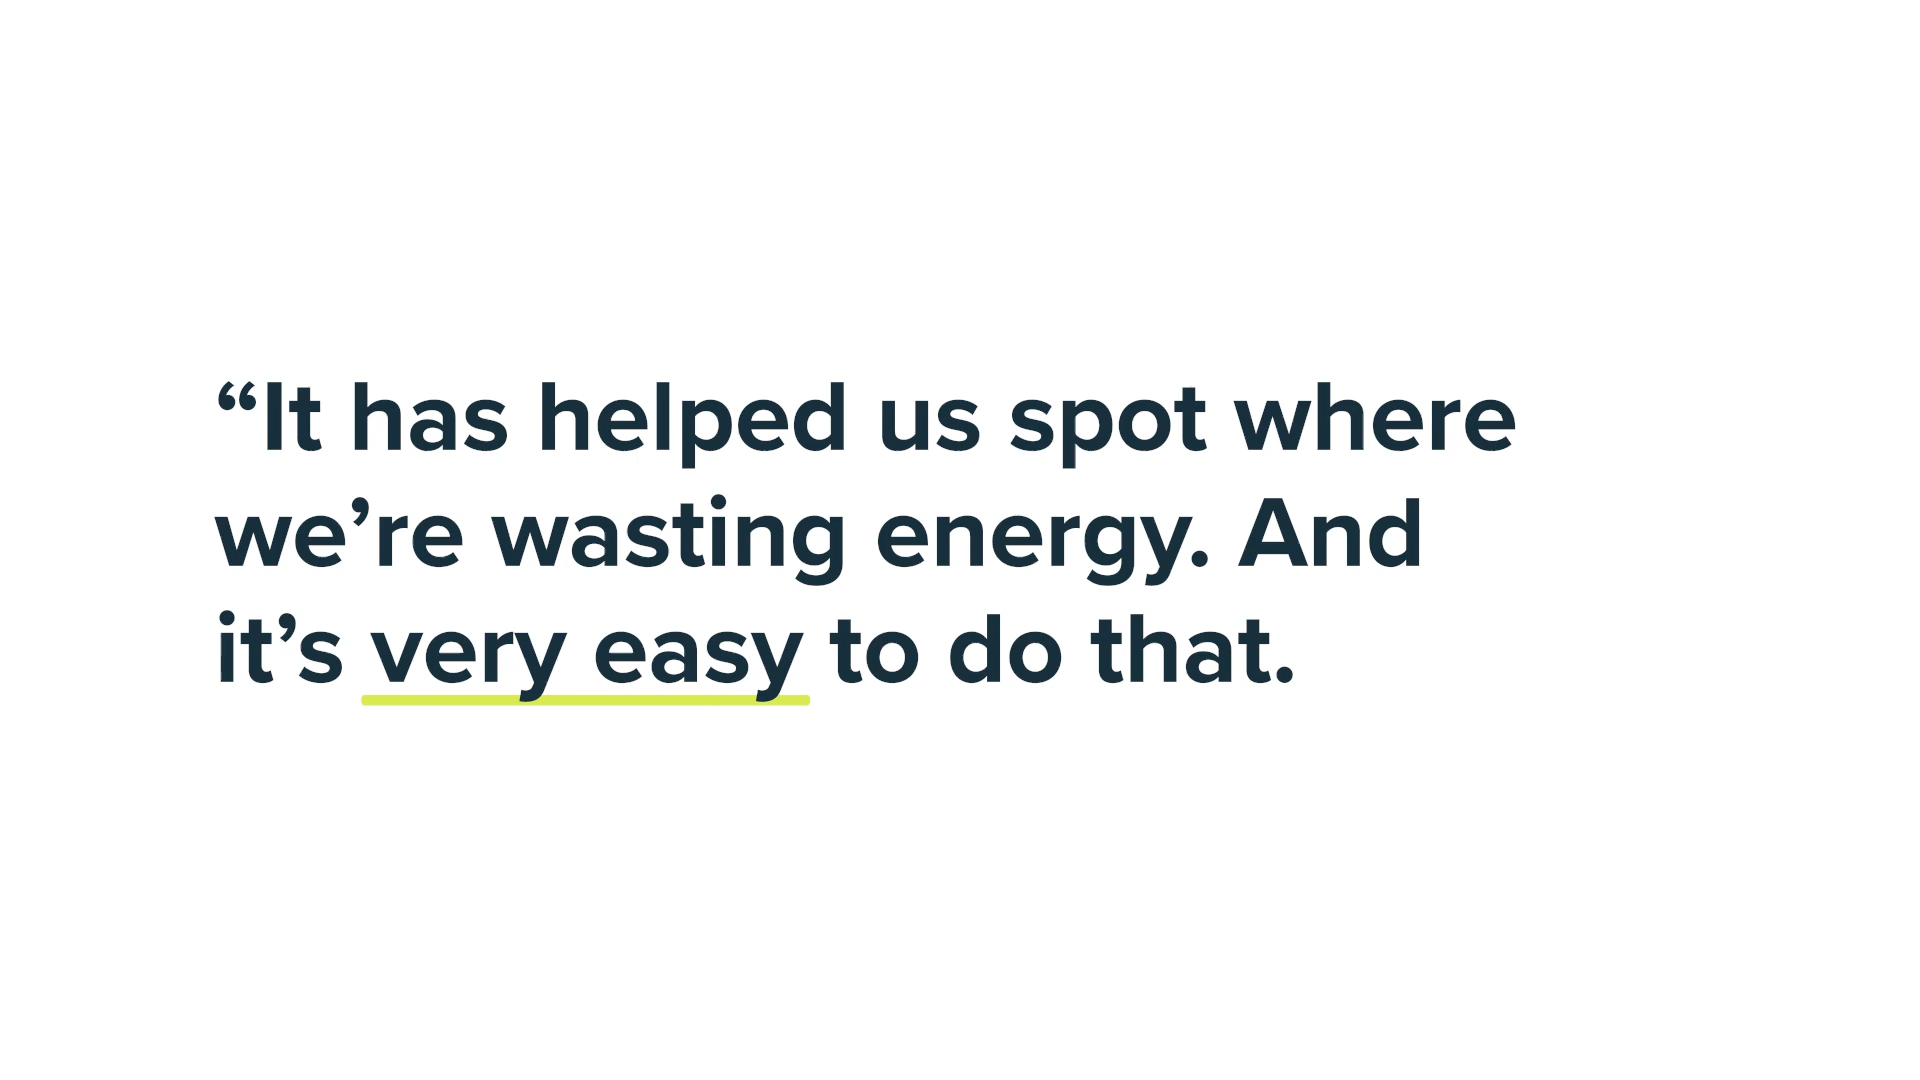 “It has helped us spot where
we’re wasting energy. And
it’s very easy to do that.